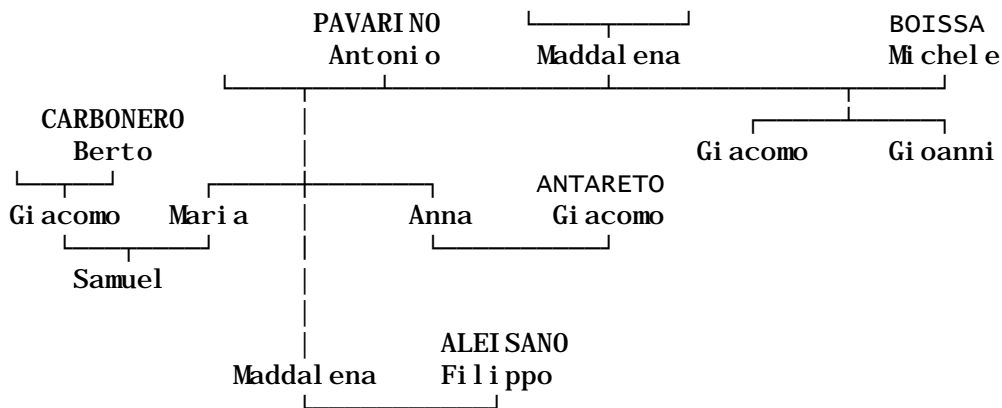 PAVARINO BOISSA
Antonio Maddalena Michele
CARBONERO
Berto Giacomo Gioanni
ANTARETO
Giacomo Maria Anna Giacomo
Samuel
ALEISANO
Maddalena Filippo